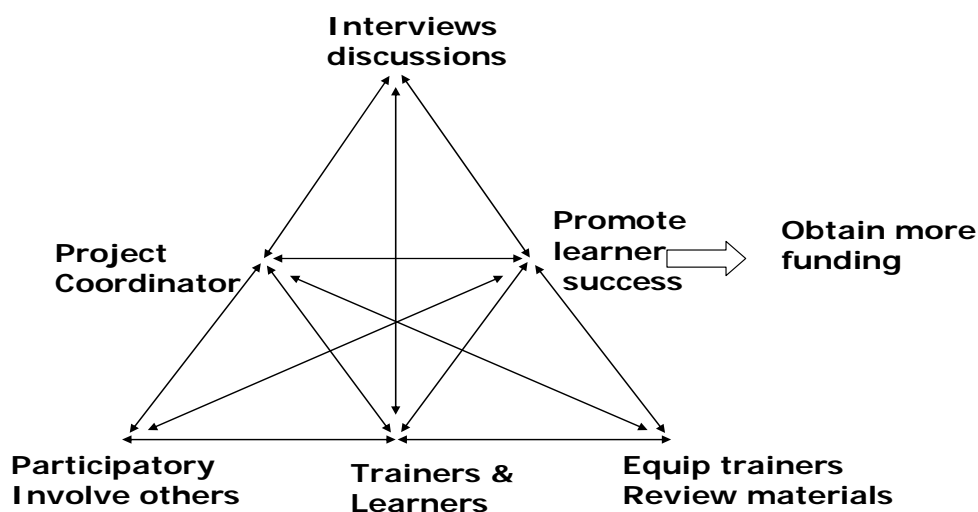 Interviews
discussions
Project
Coordinator
Promote
learner
success
Obtain more
funding
Participatory
Involve others
Trainers &
Learners
Equip trainers
Review materials